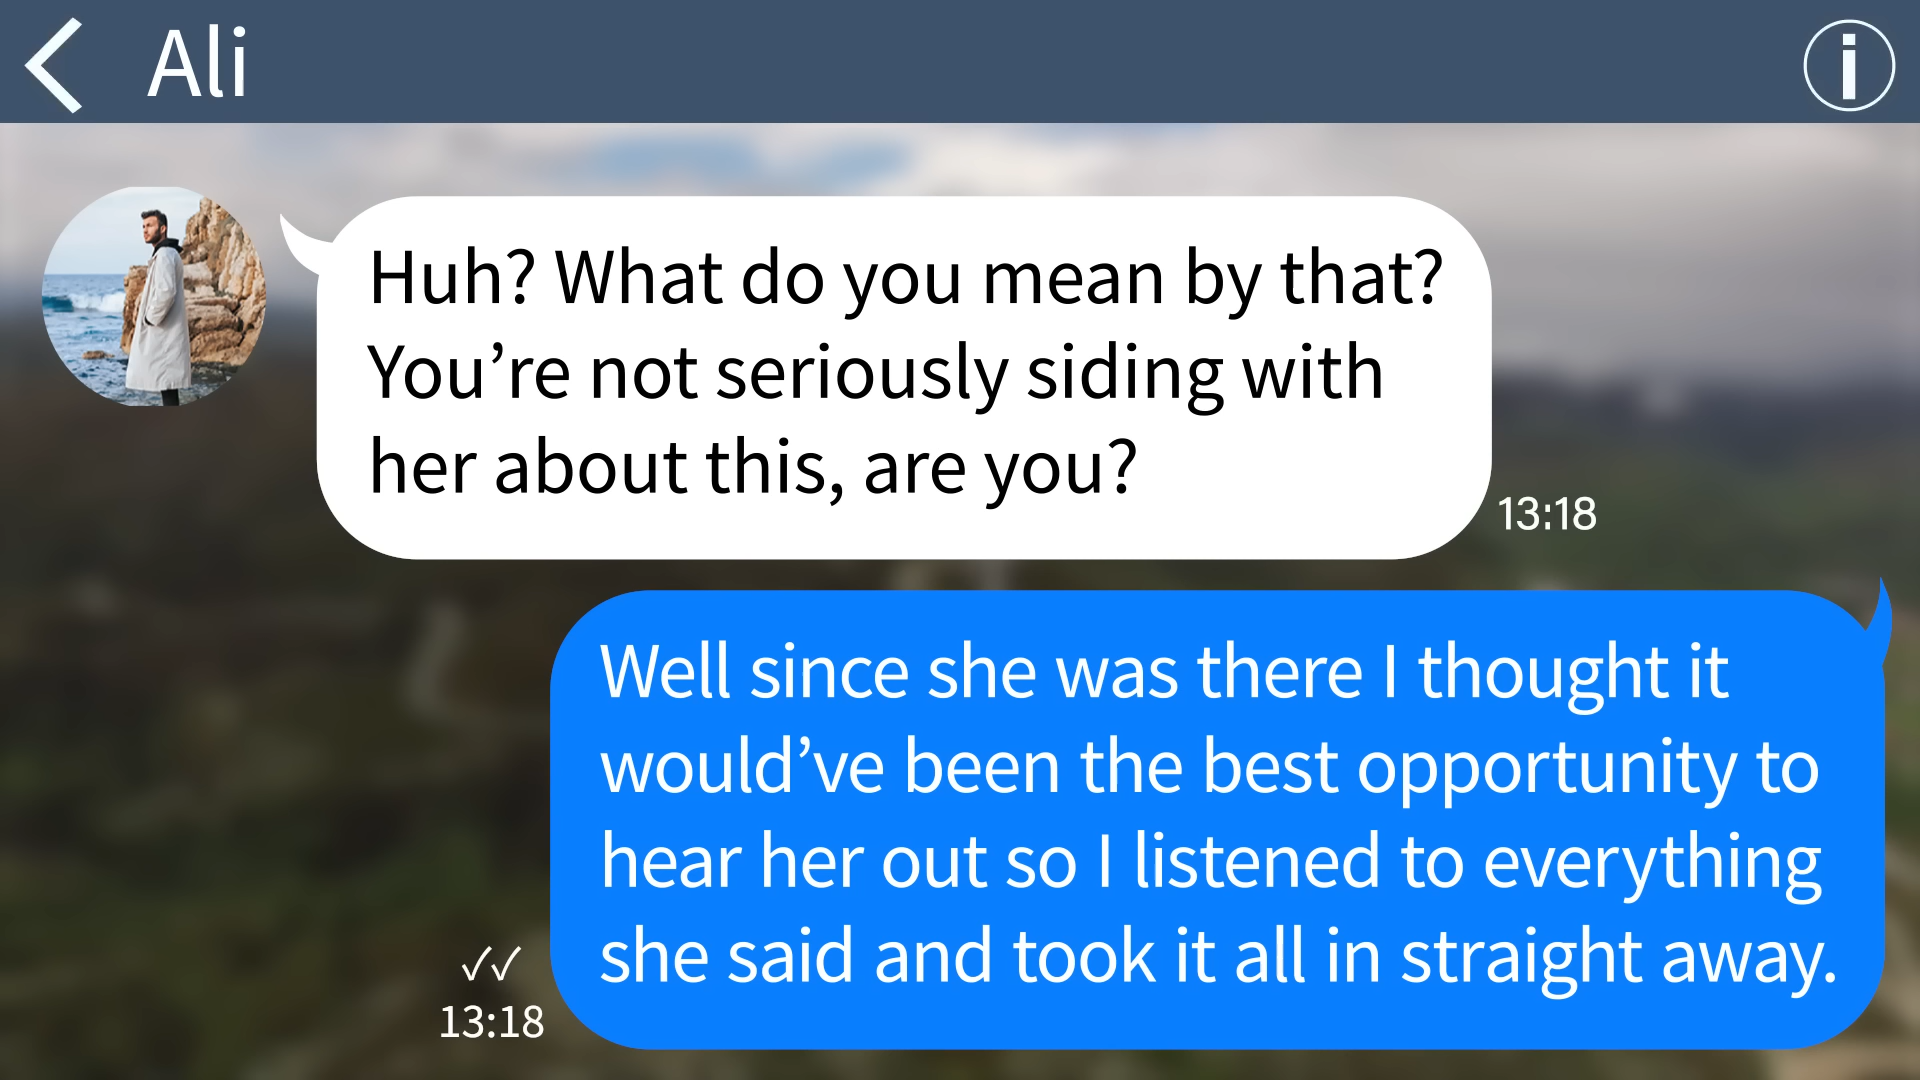 Ali
Huh? What do you mean by that?
You’re not seriously siding with
her about this, are you?
13:18
Well since she was there I thought it
would’ve been the best opportunity to
hear her out so I listened to everything
she said and took it all in straight away.
13:18